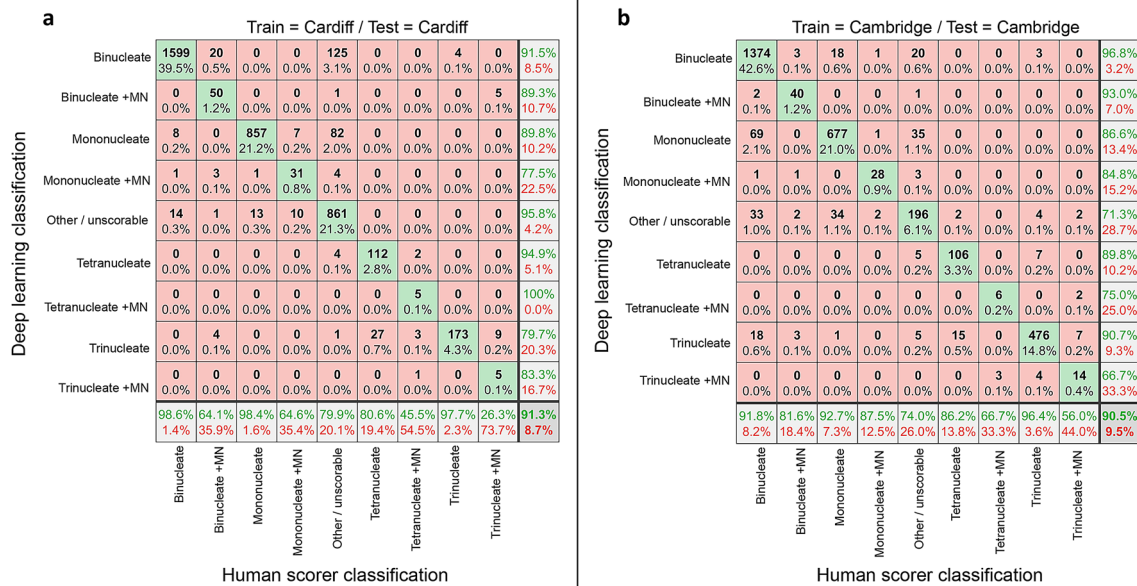 a
Train = Cardiff / Test = Cardiff
Deep learning classification
Binucleate 1599 20 0 0 125 0 0 4 0 91.5%
39.5% 0.5% 0.0% 0.0% 3.1% 0.0% 0.0% 0.1% 0.0% 8.5%
Binucleate +MN 0 50 0 0 1 0 0 0 5 89.3%
0.0% 1.2% 0.0% 0.0% 0.0% 0.0% 0.0% 0.0% 0.1% 10.7%
Mononucleate 8 0 857 7 82 0 0 0 0 89.8%
0.2% 0.0% 21.2% 0.2% 2.0% 0.0% 0.0% 0.0% 0.0% 10.2%
Mononucleate +MN 1 3 1 31 4 0 0 0 0 77.5%
0.0% 0.1% 0.0% 0.8% 0.1% 0.0% 0.0% 0.0% 0.0% 22.5%
Other / unscorable 14 1 13 10 861 0 0 0 0 95.8%
0.3% 0.0% 0.3% 0.2% 21.3% 0.0% 0.0% 0.0% 0.0% 4.2%
Tetranucleate 0 0 0 0 4 112 2 0 0 94.9%
0.0% 0.0% 0.0% 0.0% 0.1% 2.8% 0.0% 0.0% 0.0% 5.1%
Tetranucleate +MN 0 0 0 0 0 0 5 0 0 100%
0.0% 0.0% 0.0% 0.0% 0.0% 0.0% 0.1% 0.0% 0.0% 0.0%
Trinucleate 0 4 0 0 1 27 3 173 9 79.7%
0.0% 0.1% 0.0% 0.0% 0.0% 0.7% 0.1% 4.3% 0.2% 20.3%
Trinucleate +MN 0 0 0 0 0 0 1 0 5 83.3%
0.0% 0.0% 0.0% 0.0% 0.0% 0.0% 0.0% 0.0% 0.1% 16.7%
98.6% 64.1% 98.4% 64.6% 79.9% 80.6% 45.5% 97.7% 26.3% 91.3%
1.4% 35.9% 1.6% 35.4% 20.1% 19.4% 54.5% 2.3% 73.7% 8.7%
Binucleate
Binucleate +MN
Mononucleate
Mononucleate +MN
Other / unscorable
Tetranucleate
Tetranucleate +MN
Trinucleate
Trinucleate +MN
Human scorer classification
b
Train = Cambridge / Test = Cambridge
Deep learning classification
Binucleate 1374 3 18 1 20 0 0 3 0 96.8%
42.6% 0.1% 0.6% 0.0% 0.6% 0.0% 0.0% 0.1% 0.0% 3.2%
Binucleate +MN 2 40 0 0 1 0 0 0 0 93.0%
0.1% 1.2% 0.0% 0.0% 0.0% 0.0% 0.0% 0.0% 0.0% 7.0%
Mononucleate 69 0 677 1 35 0 0 0 0 86.6%
2.1% 0.0% 21.0% 0.0% 1.1% 0.0% 0.0% 0.0% 0.0% 13.4%
Mononucleate +MN 1 1 0 28 3 0 0 0 0 84.8%
0.0% 0.0% 0.0% 0.9% 0.1% 0.0% 0.0% 0.0% 0.0% 15.2%
Other / unscorable 33 2 34 2 196 2 0 4 2 71.3%
1.0% 0.1% 1.1% 0.1% 6.1% 0.1% 0.0% 0.1% 0.1% 28.7%
Tetranucleate 0 0 0 0 5 106 0 7 0 89.8%
0.0% 0.0% 0.0% 0.0% 0.2% 3.3% 0.0% 0.2% 0.0% 10.2%
Tetranucleate +MN 0 0 0 0 0 0 6 0 2 75.0%
0.0% 0.0% 0.0% 0.0% 0.0% 0.0% 0.2% 0.0% 0.1% 25.0%
Trinucleate 18 3 1 0 5 15 0 476 7 90.7%
0.6% 0.1% 0.0% 0.0% 0.2% 0.5% 0.0% 14.8% 0.2% 9.3%
Trinucleate +MN 0 0 0 0 0 0 3 4 14 66.7%
0.0% 0.0% 0.0% 0.0% 0.0% 0.0% 0.1% 0.1% 0.4% 33.3%
91.8% 81.6% 92.7% 87.5% 74.0% 86.2% 66.7% 96.4% 56.0% 90.5%
8.2% 18.4% 7.3% 12.5% 26.0% 13.8% 33.3% 3.6% 44.0% 9.5%
Binucleate
Binucleate +MN
Mononucleate
Mononucleate +MN
Other / unscorable
Tetranucleate
Tetranucleate +MN
Trinucleate
Trinucleate +MN
Human scorer classification